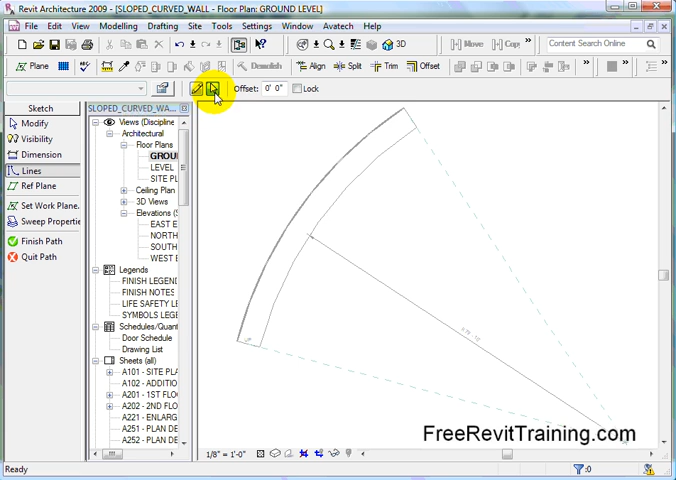 Revit Architecture 2009 - [SLOPED_CURVED_WALL - Floor Plan: GROUND LEVEL]
File Edit View Modelling Drafting Site Tools Settings Window Avatech Help
Move Cop 3D Content Search Online
Plane Demolish Align Split Trim Offset
Offset: 0' 0" Lock
Sketch
Modify
Visibility
Dimension
Lines
Ref Plane
Set Work Plane.
Sweep Propertie
Finish Path
Quit Path
SLOPED_CURVED_WA...
Views (Discipline
Architectural
Floor Plans
GROU
LEVEL
SITE PL
Ceiling Plan
3D Views
Elevations (S
EAST E
NORTH
SOUTH
WEST E
Legends
FINISH LEGEND
FINISH NOTES
LIFE SAFETY L
SYMBOLS LEGE
Schedules/Quant
Door Schedule
Drawing List
Sheets (all)
A101 - SITE PL
A102 - ADDITIO
A201 - 1ST FLO
A202 - 2ND FLO
A221 - ENLARG
A251 - PLAN DE
A252 - PLAN DE
FreeRevitTraining.com
1/8" = 1'-0"
Ready
:0